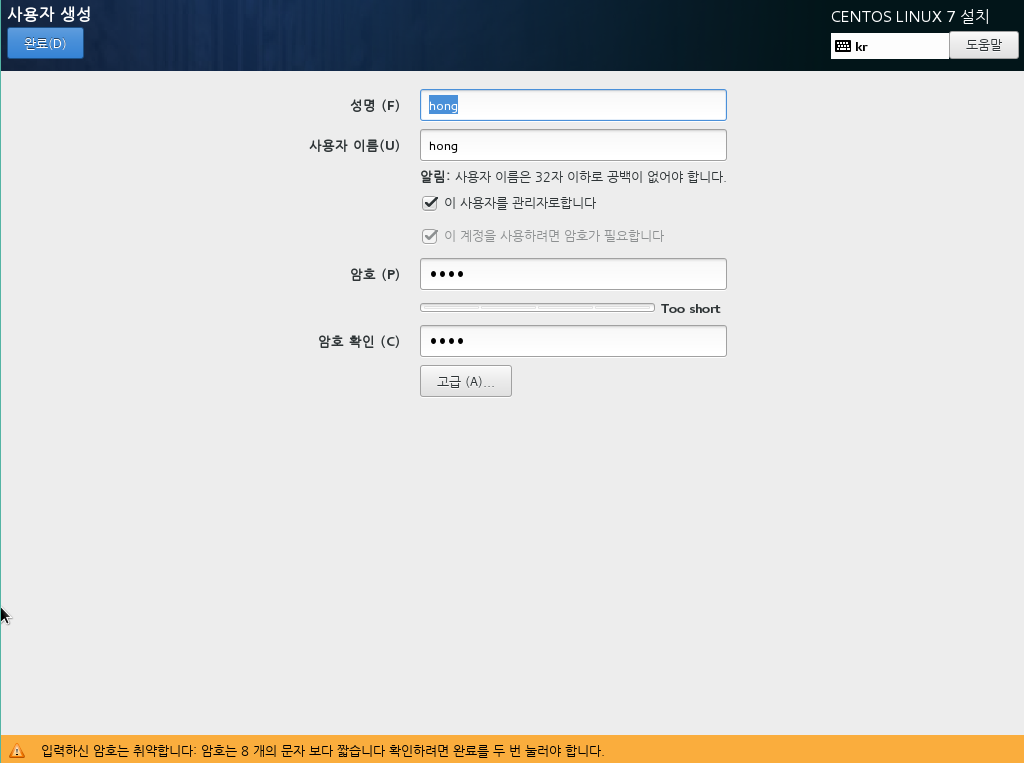 사용자 생성
CENTOS LINUX 7 설치
완료(D)
kr
도움말
성명 (F)
hong
사용자 이름(U)
hong
알림: 사용자 이름은 32자 이하로 공백이 없어야 합니다.
이 사용자를 관리자로합니다
이 계정을 사용하려면 암호가 필요합니다
암호 (P)
••••
Too short
암호 확인 (C)
••••
고급 (A)...
입력하신 암호는 취약합니다: 암호는 8 개의 문자 보다 짧습니다 확인하려면 완료를 두 번 눌러야 합니다.